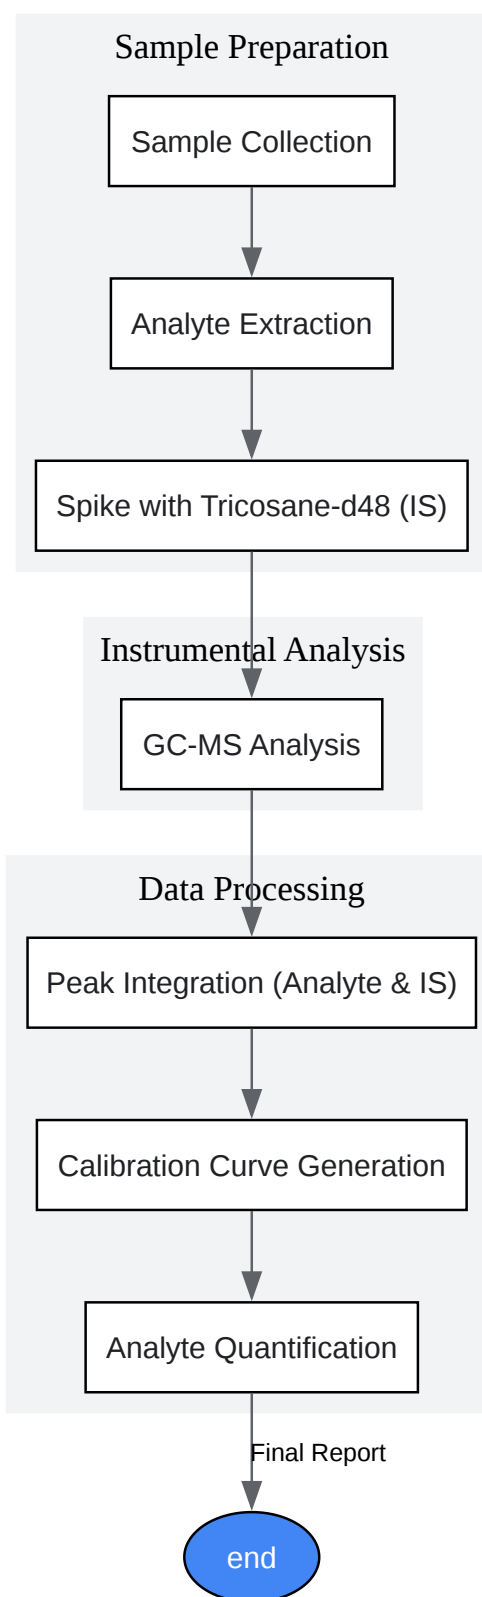 Sample Preparation
Sample Collection
Analyte Extraction
Spike with Tricosane-d48 (IS)
Instrumental Analysis
GC-MS Analysis
Data Processing
Peak Integration (Analyte & IS)
Calibration Curve Generation
Analyte Quantification
Final Report
end